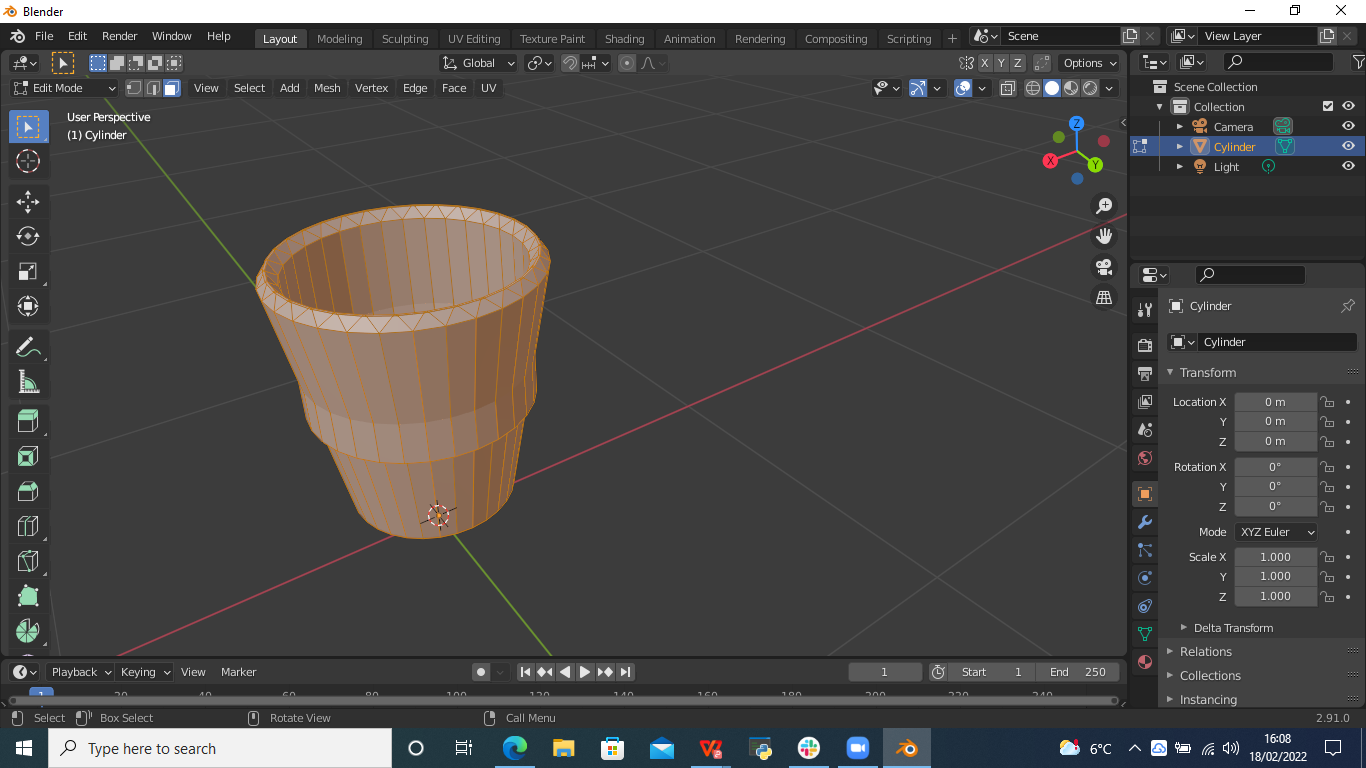 Blender
File Edit Render Window Help Layout Modeling Sculpting UV Editing Texture Paint Shading Animation Rendering Compositing Scripting + Scene View Layer
Global X Y Z Options
Edit Mode View Select Add Mesh Vertex Edge Face UV
User Perspective
(1) Cylinder
Z
X
Y
Scene Collection
Collection
Camera
Cylinder
Light
Cylinder
Cylinder
Transform
Location X 0 m
Y 0 m
Z 0 m
Rotation X 0°
Y 0°
Z 0°
Mode XYZ Euler
Scale X 1.000
Y 1.000
Z 1.000
Delta Transform
Relations
Collections
Instancing
Playback Keying View Marker 1 Start 1 End 250
1 20 40 60 80 100 120 140 160 180 200 220 240
Select Box Select Rotate View Call Menu 2.91.0
Type here to search 6°C 16:08
18/02/2022